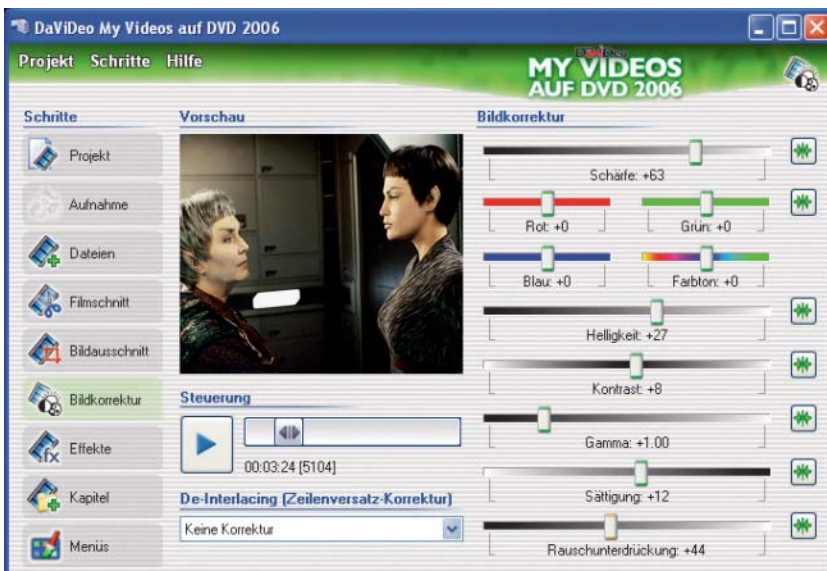 DaViDeo My Videos auf DVD 2006
Projekt Schritte Hilfe
DaViDeo
MY VIDEOS
AUF DVD 2006
Schritte
Projekt
Aufnahme
Dateien
Filmschnitt
Bildausschnitt
Bildkorrektur
Effekte
Kapitel
Menüs
Vorschau
Steuerung
00:03:24 [5104]
De-Interlacing (Zeilenversatz-Korrektur)
Keine Korrektur
Bildkorrektur
Schärfe: +63
Rot: +0 Grün: +0
Blau: +0 Farbton: +0
Helligkeit: +27
Kontrast: +8
Gamma: +1.00
Sättigung: +12
Rauschunterdrückung: +44